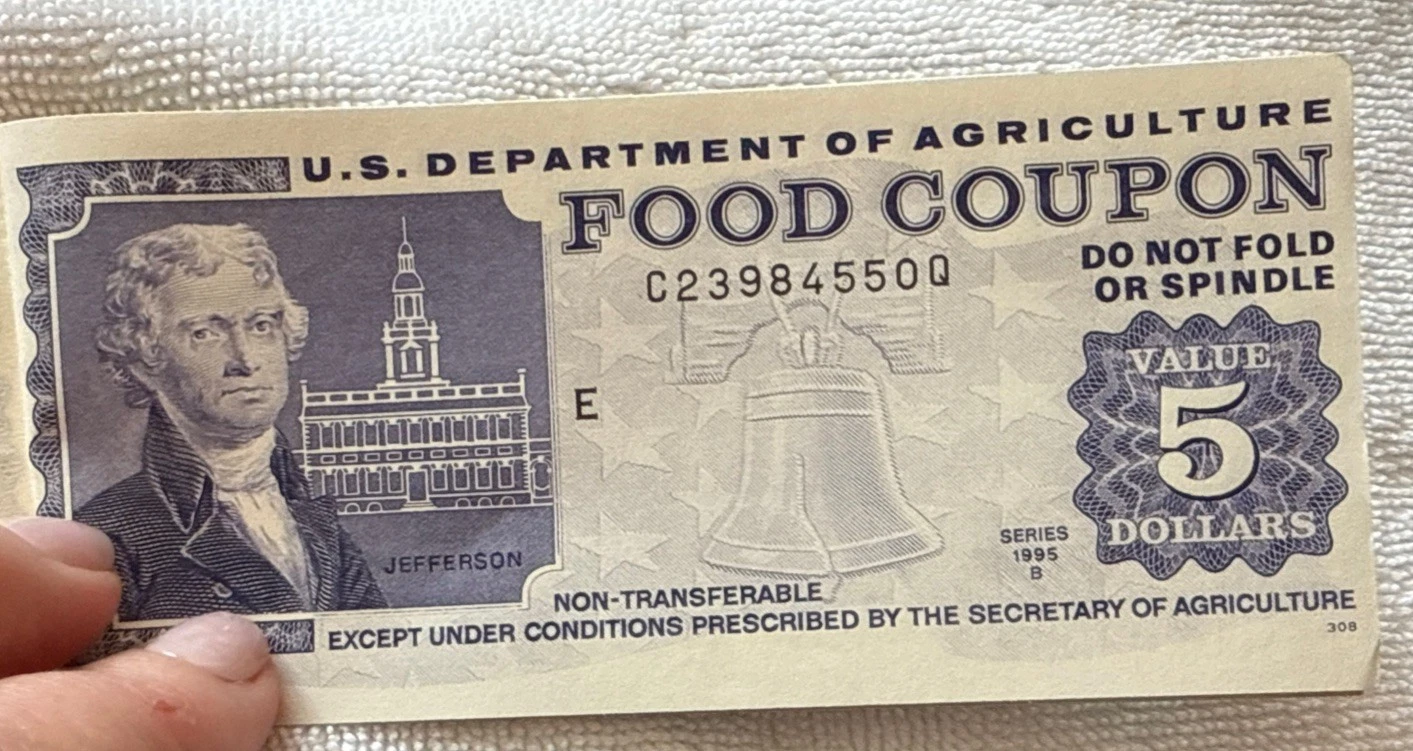 U.S. DEPARTMENT OF AGRICULTURE
FOOD COUPON
DO NOT FOLD
OR SPINDLE
C23984550Q
E
VALUE
5
DOLLARS
SERIES
1995
B
JEFFERSON
NON-TRANSFERABLE
EXCEPT UNDER CONDITIONS PRESCRIBED BY THE SECRETARY OF AGRICULTURE
308